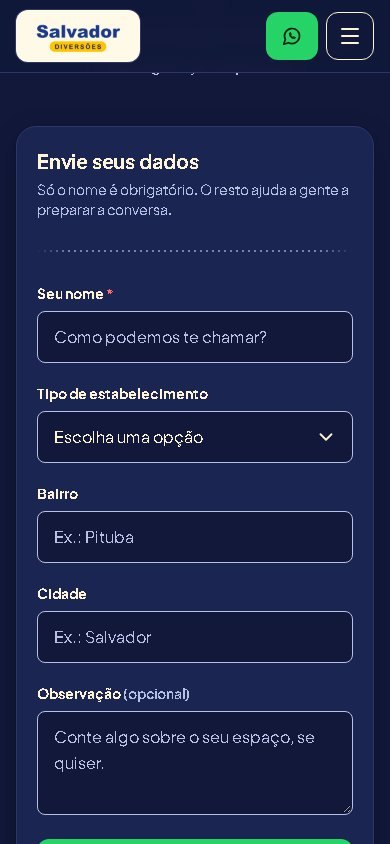 Salvador
DIVERSÕES
Envie seus dados
Só o nome é obrigatório. O resto ajuda a gente a
preparar a conversa.
Seu nome *
Como podemos te chamar?
Tipo de estabelecimento
Escolha uma opção
Bairro
Ex.: Pituba
Cidade
Ex.: Salvador
Observação (opcional)
Conte algo sobre o seu espaço, se
quiser.